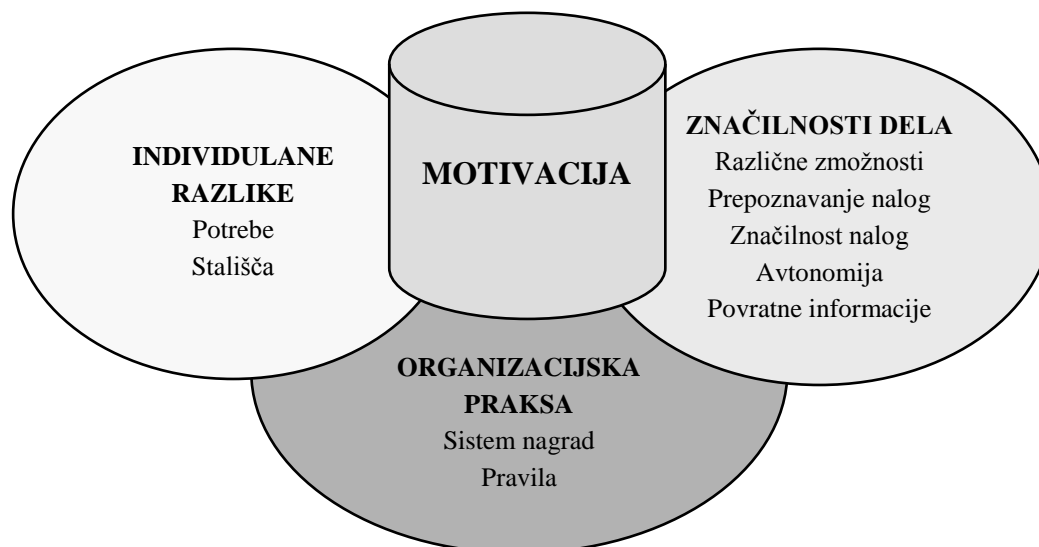 INDIVIDULANE
RAZLIKE
Potrebe
Stališča
MOTIVACIJA
ZNAČILNOSTI DELA
Različne zmožnosti
Prepoznavanje nalog
Značilnost nalog
Avtonomija
Povratne informacije
ORGANIZACIJSKA
PRAKSA
Sistem nagrad
Pravila